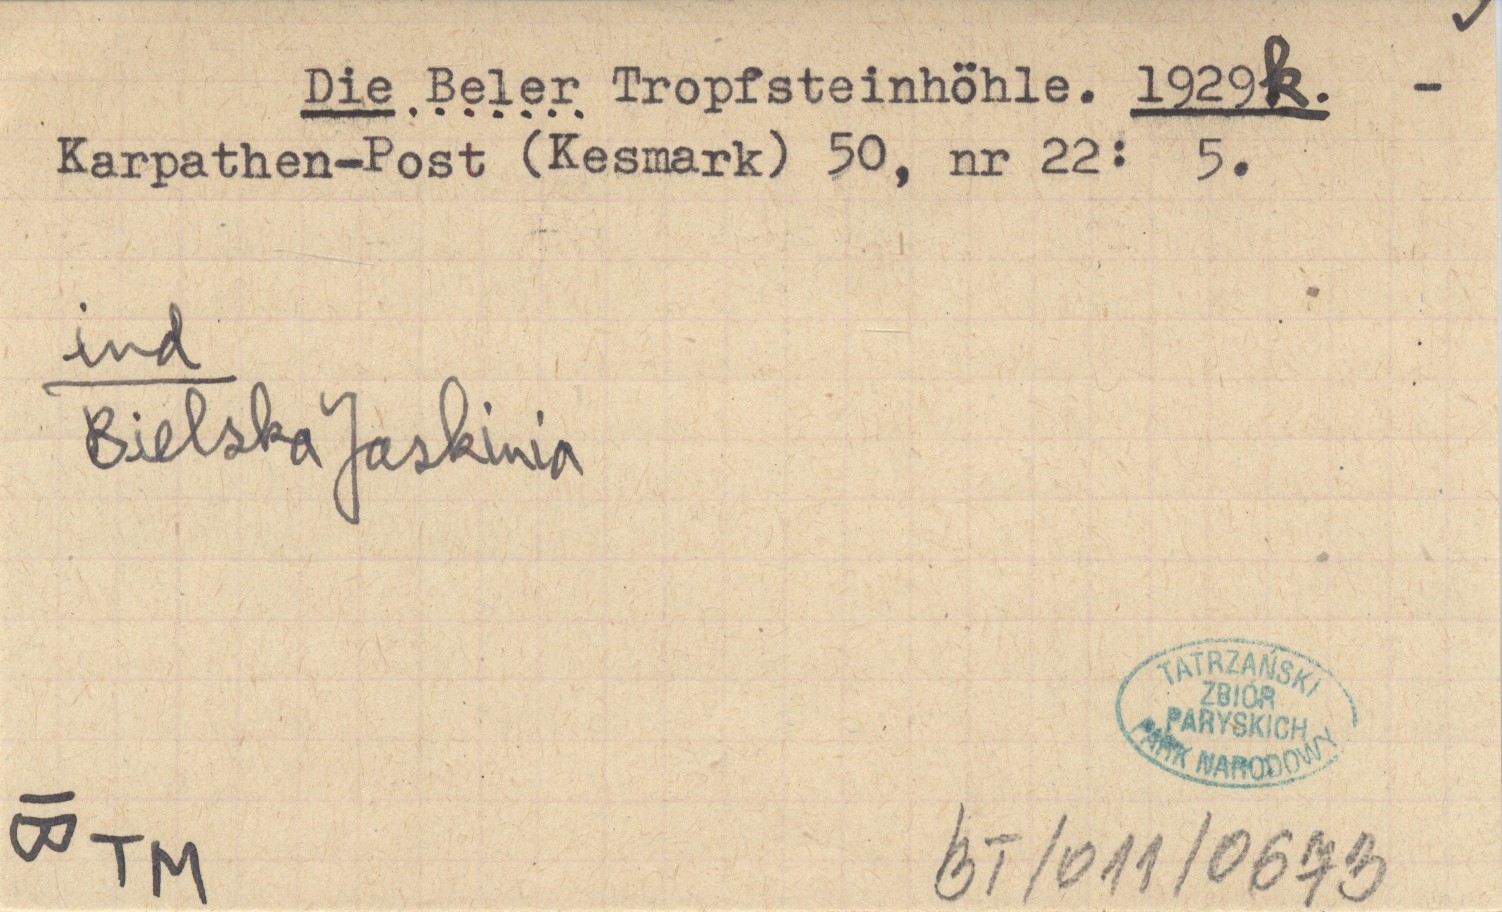 Die Beler Tropfsteinhöhle. 1929k. -
Karpathen-Post (Kesmark) 50, nr 22: 5.
ind
Bielska Jaskinia
TATRZAŃSKI
ZBIÓR
PARYSKICH
PARK NARODOWY
B TM
BT/011/0673